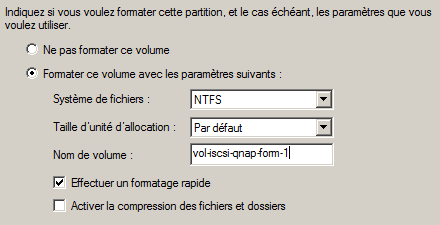 Indiquez si vous voulez formater cette partition, et le cas échéant, les paramètres que vous
voulez utiliser.
Ne pas formater ce volume
Formater ce volume avec les paramètres suivants :
Système de fichiers : NTFS
Taille d'unité d'allocation : Par défaut
Nom de volume : vol-iscsi-qnap-form-1
Effectuer un formatage rapide
Activer la compression des fichiers et dossiers